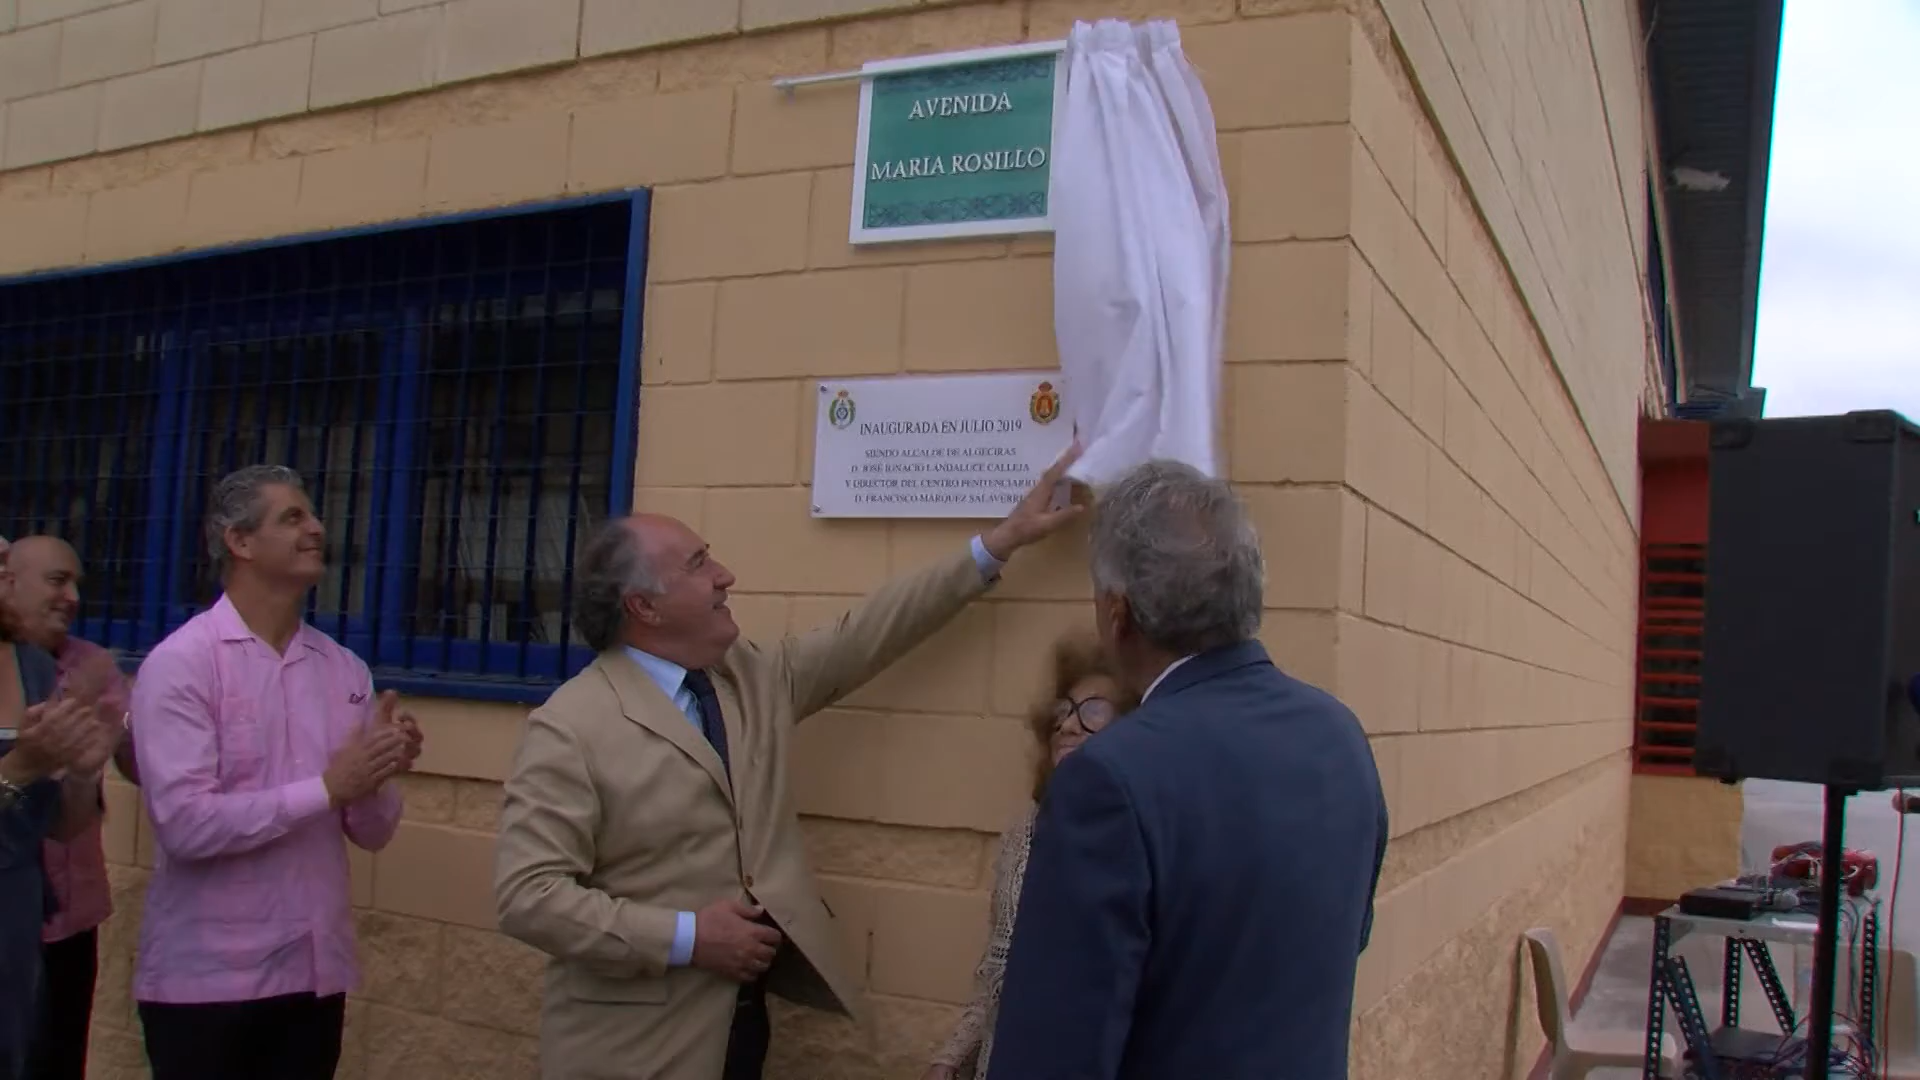 AVENIDA
MARIA ROSILLO
INAUGURADA EN JULIO 2019
SIENDO ALCALDE DE ALGECIRAS
D. JOSÉ IGNACIO LANDALUCE CALLEJA
Y DIRECTOR DEL CENTRO PENITENCIARIO
D. FRANCISCO MÁRQUEZ SALAVERRI